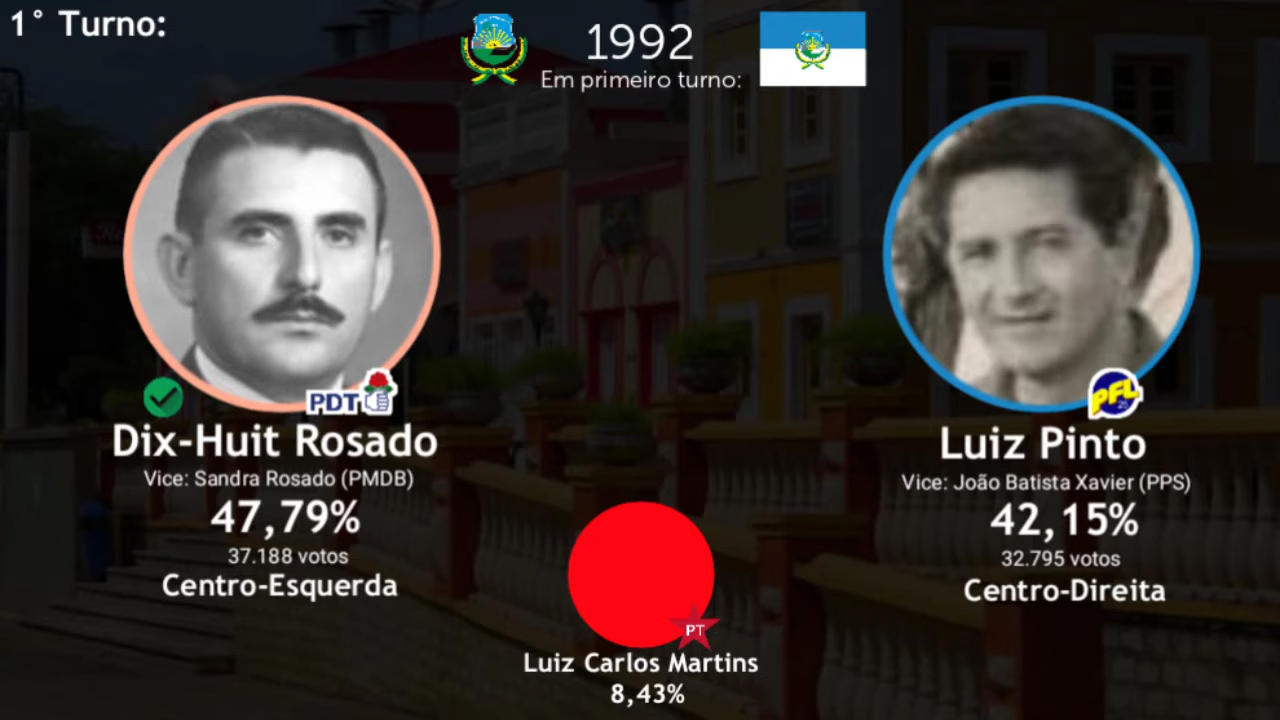 1° Turno:
1992
Em primeiro turno:
PDT
PFL
25
Dix-Huit Rosado
Vice: Sandra Rosado (PMDB)
47,79%
37.188 votos
Centro-Esquerda
Luiz Pinto
Vice: João Batista Xavier (PPS)
42,15%
32.795 votos
Centro-Direita
PT
Luiz Carlos Martins
8,43%